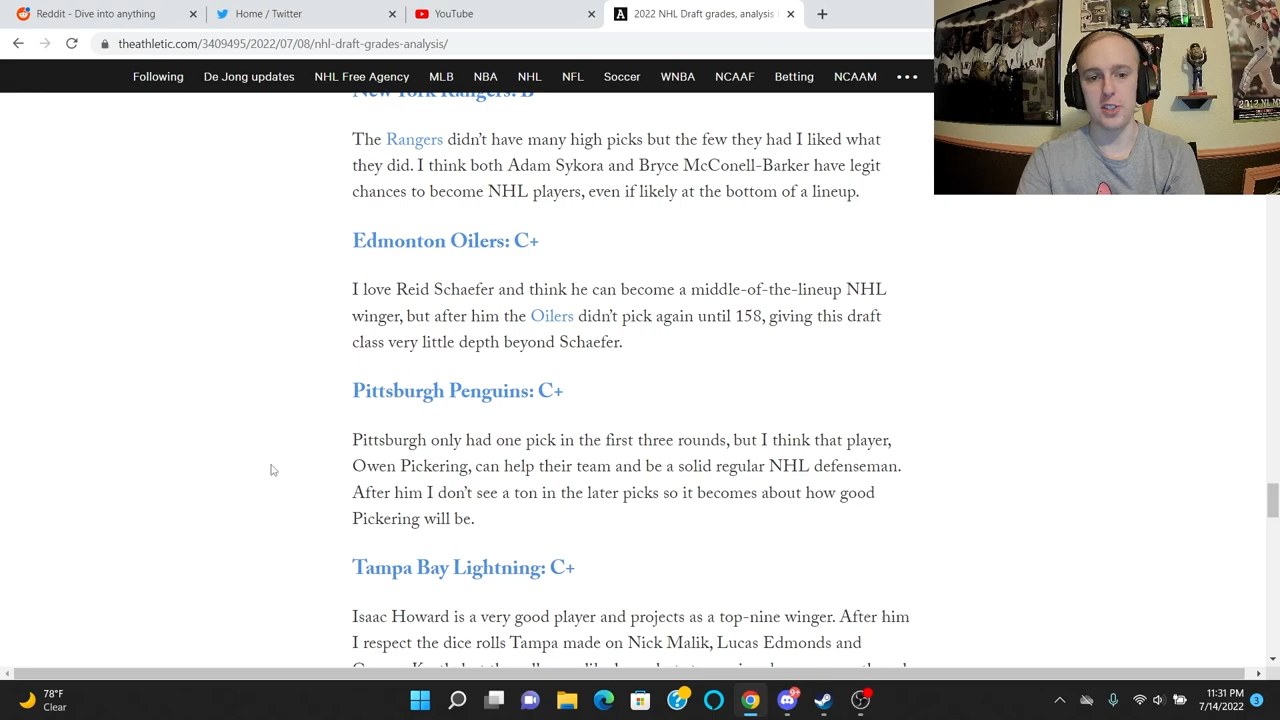 Reddit - Dive into anything
Home / Twitter
YouTube
A 2022 NHL Draft grades, analysis
theathletic.com/3409495/2022/07/08/nhl-draft-grades-analysis/
Following De Jong updates NHL Free Agency MLB NBA NHL NFL Soccer WNBA NCAAF Betting NCAAM
New York Rangers: B
The Rangers didn’t have many high picks but the few they had I liked what
they did. I think both Adam Sykora and Bryce McConell-Barker have legit
chances to become NHL players, even if likely at the bottom of a lineup.
Edmonton Oilers: C+
I love Reid Schaefer and think he can become a middle-of-the-lineup NHL
winger, but after him the Oilers didn’t pick again until 158, giving this draft
class very little depth beyond Schaefer.
Pittsburgh Penguins: C+
Pittsburgh only had one pick in the first three rounds, but I think that player,
Owen Pickering, can help their team and be a solid regular NHL defenseman.
After him I don’t see a ton in the later picks so it becomes about how good
Pickering will be.
Tampa Bay Lightning: C+
Isaac Howard is a very good player and projects as a top-nine winger. After him
I respect the dice rolls Tampa made on Nick Malik, Lucas Edmonds and
78°F
Clear
11:31 PM
7/14/2022
3